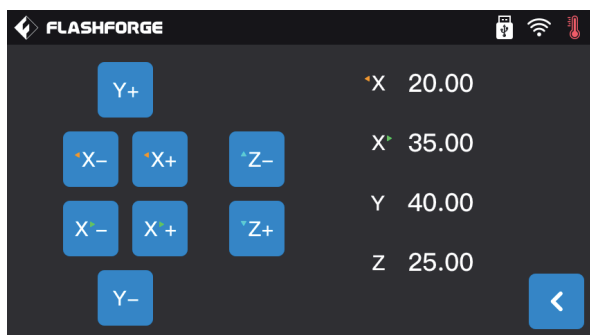 FLASHFORGE
Y+
X− X+ Z−
X− X+ Z+
Y−
X 20.00
X 35.00
Y 40.00
Z 25.00